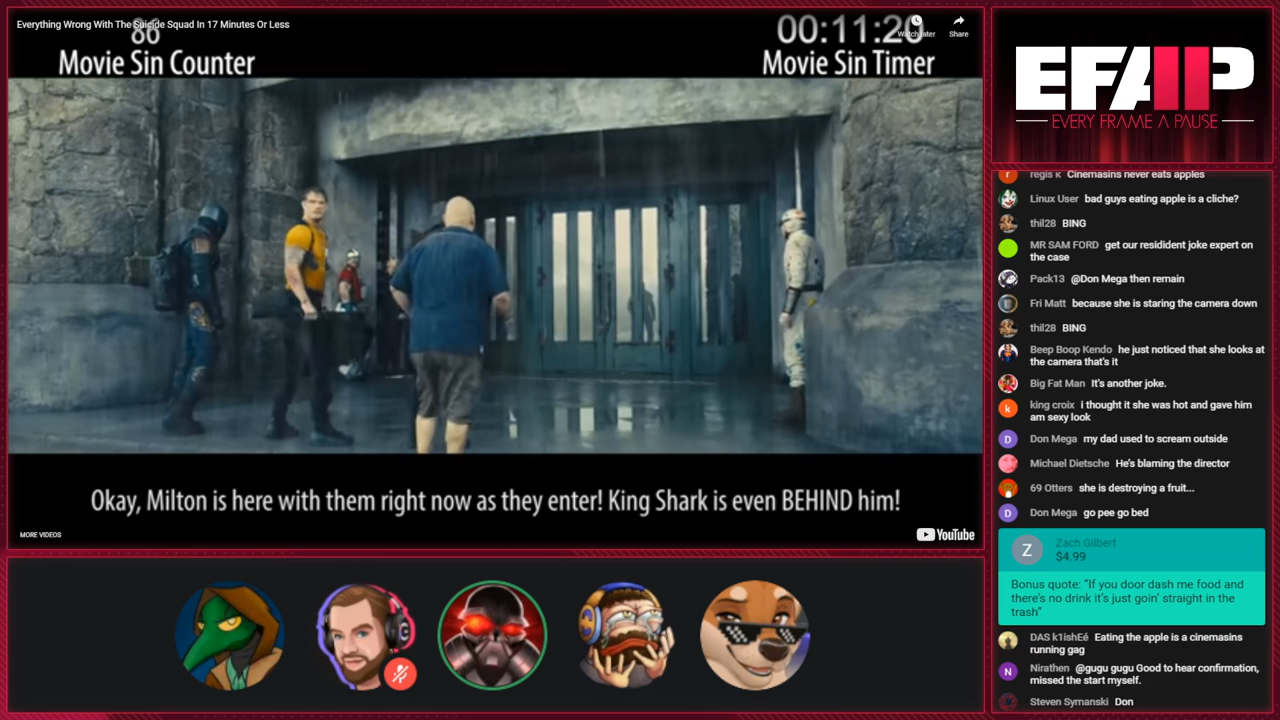 Everything Wrong With The Suicide Squad In 17 Minutes Or Less
86
Movie Sin Counter
00:11:20
Movie Sin Timer
Watch later
Share
Okay, Milton is here with them right now as they enter! King Shark is even BEHIND him!
MORE VIDEOS
YouTube
EFAP
EVERY FRAME A PAUSE
r
regis k Cinemasins never eats apples
Linux User bad guys eating apple is a cliche?
thil28 BING
MR SAM FORD get our residident joke expert on
the case
Pack13 @Don Mega then remain
Fri Matt because she is staring the camera down
thil28 BING
Beep Boop Kendo he just noticed that she looks at
the camera that's it
Big Fat Man It's another joke.
k
king croix i thought it she was hot and gave him
am sexy look
D
Don Mega my dad used to scream outside
Michael Dietsche He's blaming the director
69 Otters she is destroying a fruit...
D
Don Mega go pee go bed
Z
Zach Gilbert
$4.99
Bonus quote: "If you door dash me food and
there's no drink it's just goin' straight in the
trash"
DAS k1ishEé Eating the apple is a cinemasins
running gag
N
Nirathen @gugu gugu Good to hear confirmation,
missed the start myself.
Steven Symanski Don